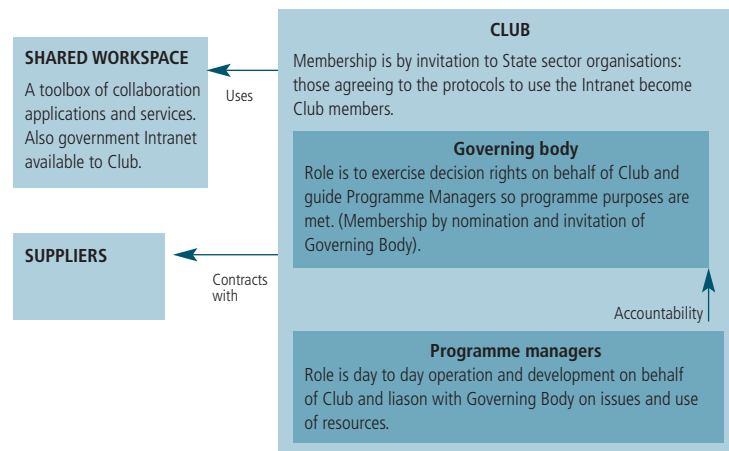 SHARED WORKSPACE
A toolbox of collaboration
applications and services.
Also government Intranet
available to Club.
Uses
SUPPLIERS
Contracts
with
CLUB
Membership is by invitation to State sector organisations:
those agreeing to the protocols to use the Intranet become
Club members.
Governing body
Role is to exercise decision rights on behalf of Club and
guide Programme Managers so programme purposes are
met. (Membership by nomination and invitation of
Governing Body).
Accountability
Programme managers
Role is day to day operation and development on behalf
of Club and liason with Governing Body on issues and use
of resources.